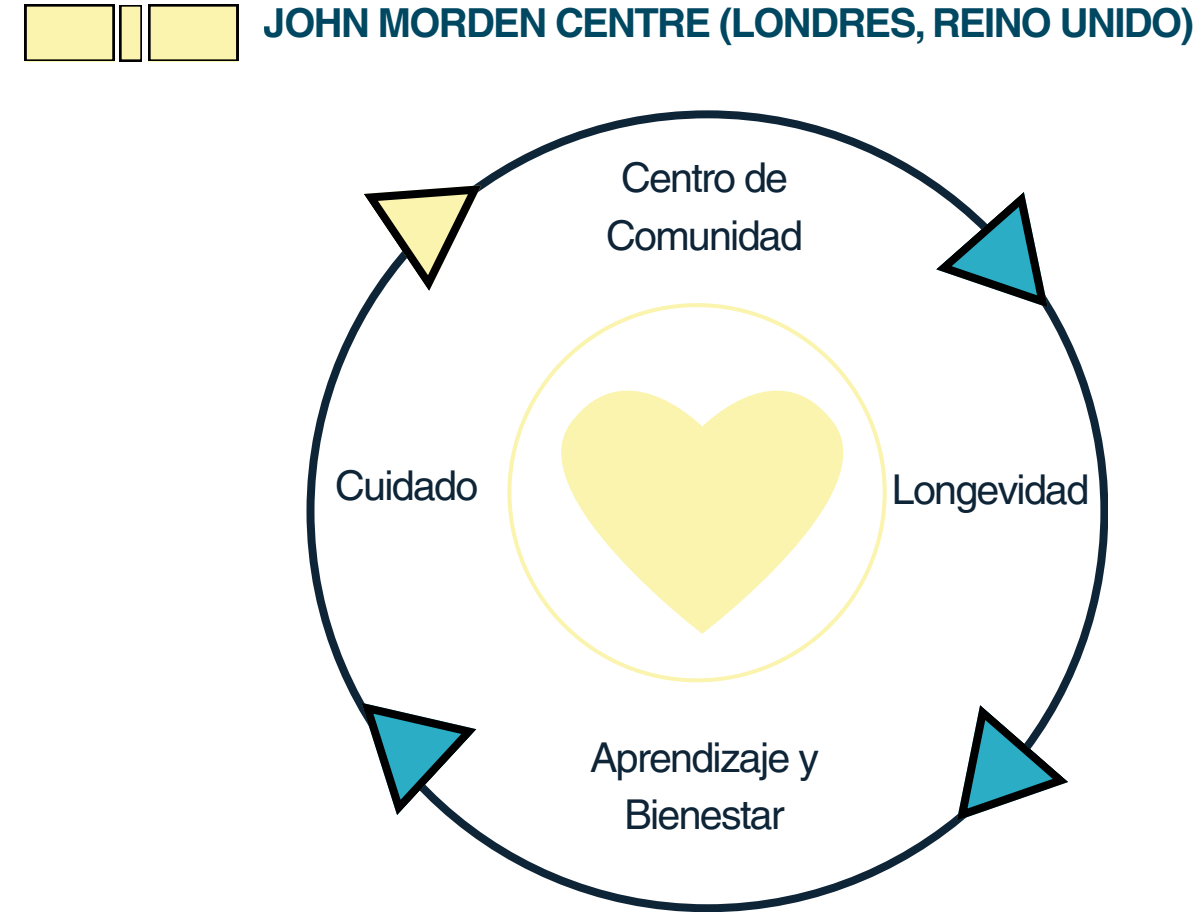 JOHN MORDEN CENTRE (LONDRES, REINO UNIDO)
Centro de
Comunidad
Cuidado
Longevidad
Aprendizaje y
Bienestar